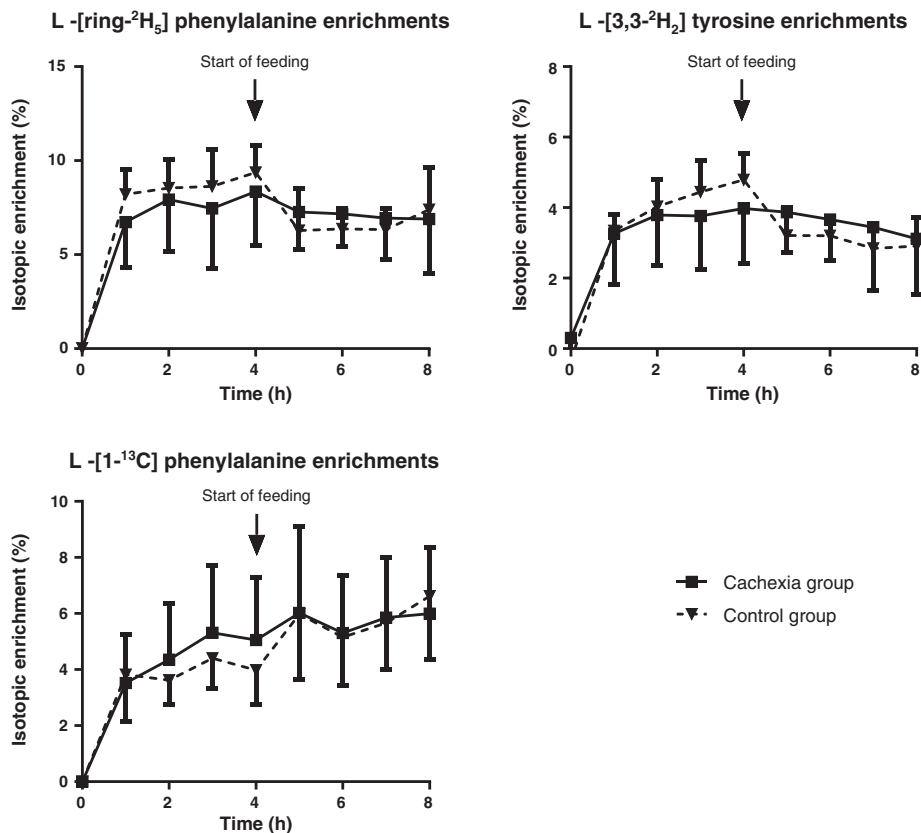 L -[ring-²H₅] phenylalanine enrichments
Isotopic enrichment (%)
15
10
5
0
Start of feeding
0 2 4 6 8
Time (h)
L -[3,3-²H₂] tyrosine enrichments
Isotopic enrichment (%)
8
6
4
2
0
Start of feeding
0 2 4 6 8
Time (h)
L -[1-¹³C] phenylalanine enrichments
Isotopic enrichment (%)
10
8
6
4
2
0
Start of feeding
0 2 4 6 8
Time (h)
Cachexia group
Control group